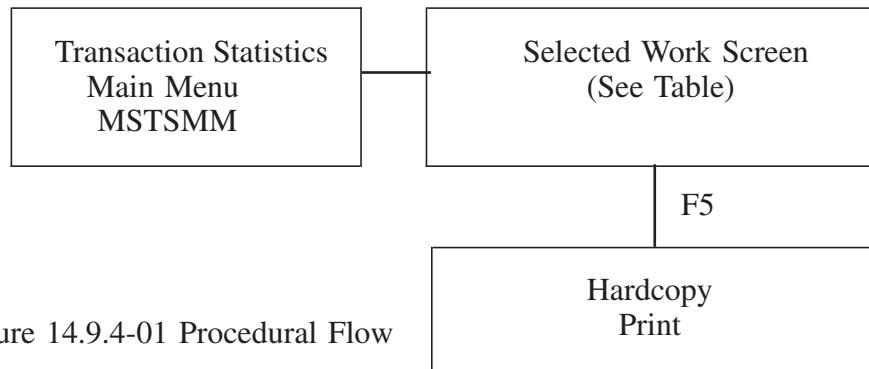 Transaction Statistics
Main Menu
MSTSMM
Selected Work Screen
(See Table)
F5
Hardcopy
Print
ure 14.9.4-01 Procedural Flow